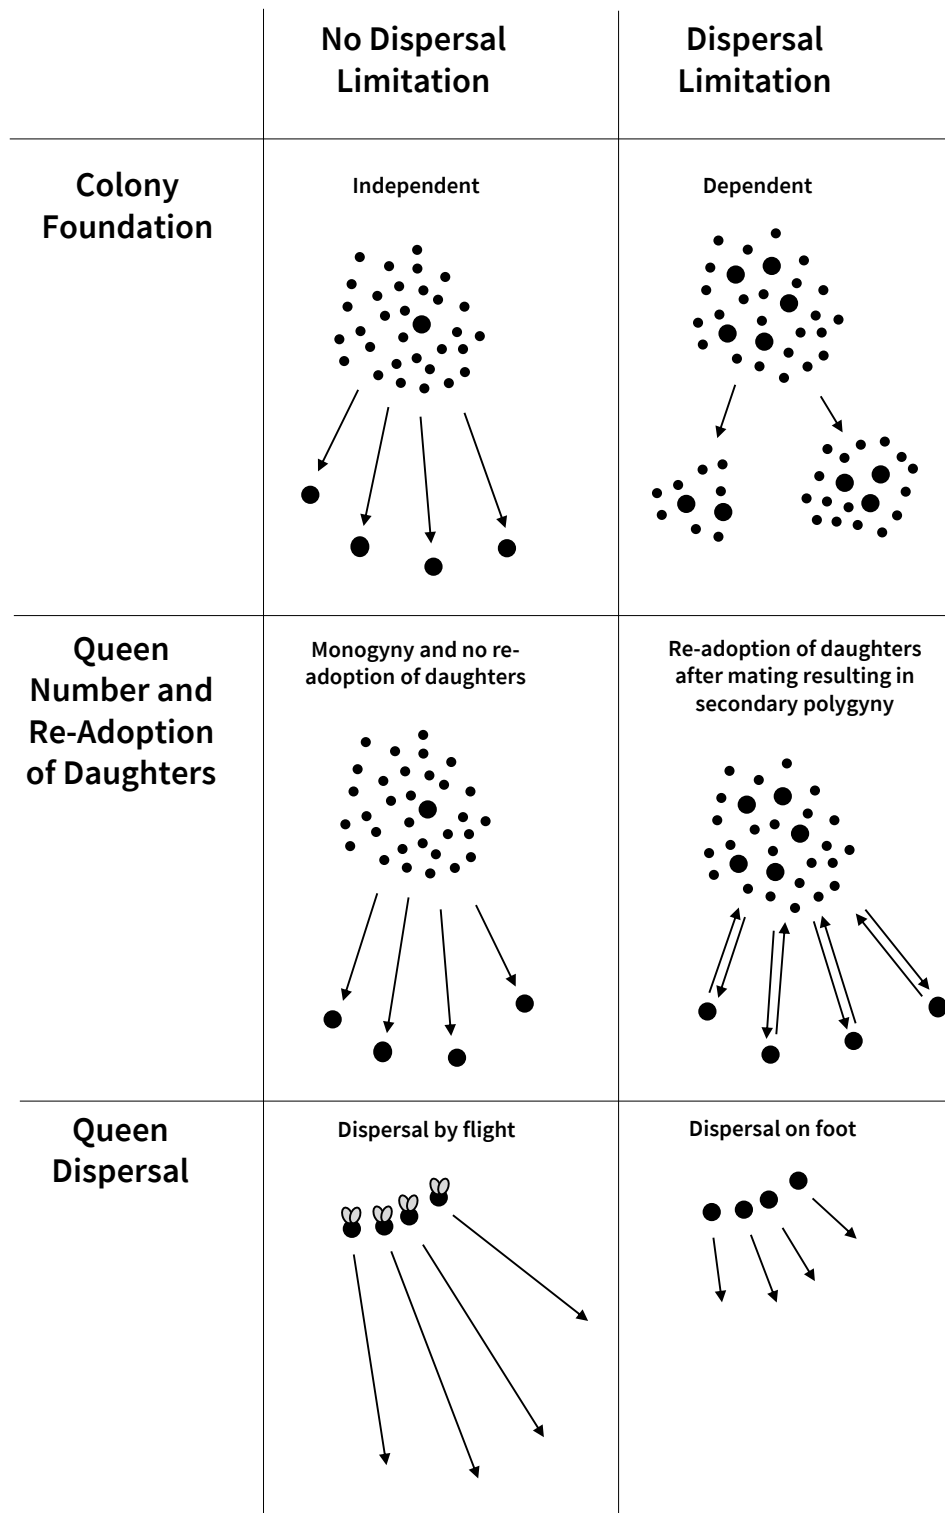 No Dispersal
Limitation
Dispersal
Limitation
Colony
Foundation
Independent
Dependent
Queen
Number and
Re-Adoption
of Daughters
Monogyny and no re-
adoption of daughters
Re-adoption of daughters
after mating resulting in
secondary polygyny
Queen
Dispersal
Dispersal by flight
Dispersal on foot